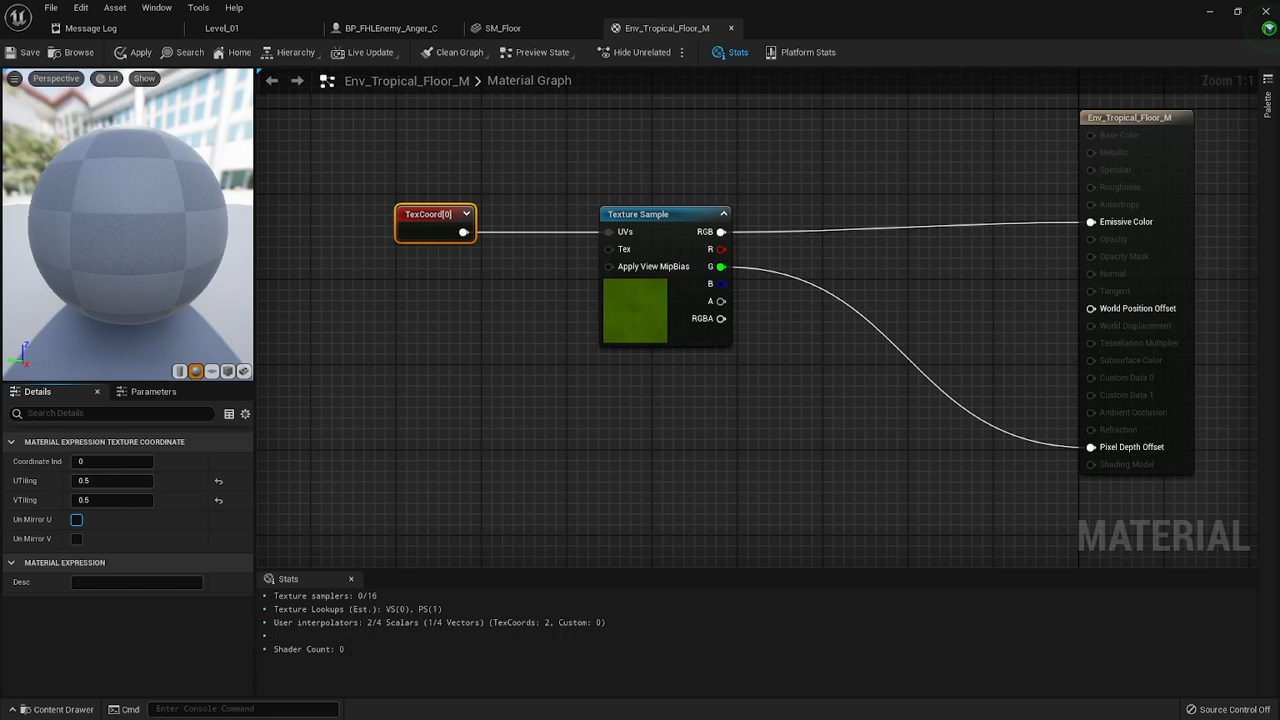 File Edit Asset Window Tools Help
Message Log Level_01 BP_FHLEnemy_Anger_C SM_Floor Env_Tropical_Floor_M
Save Browse Apply Search Home Hierarchy Live Update Clean Graph Preview State Hide Unrelated Stats Platform Stats
Perspective Lit Show
Env_Tropical_Floor_M > Material Graph
Zoom 1:1
Palette
Env_Tropical_Floor_M
Base Color
Metallic
Specular
Roughness
Anisotropy
Emissive Color
Opacity
Opacity Mask
Normal
Tangent
World Position Offset
World Displacement
Tessellation Multiplier
Subsurface Color
Custom Data 0
Custom Data 1
Ambient Occlusion
Refraction
Pixel Depth Offset
Shading Model
TexCoord[0]
Texture Sample
UVs RGB
Tex R
Apply View MipBias G
B
A
RGBA
Z
X
MATERIAL
Details Parameters
Search Details
MATERIAL EXPRESSION TEXTURE COORDINATE
Coordinate Ind 0
UTiling 0.5
VTiling 0.5
Un Mirror U
Un Mirror V
MATERIAL EXPRESSION
Desc
Stats
Texture samplers: 0/16
Texture Lookups (Est.): VS(0), PS(1)
User interpolators: 2/4 Scalars (1/4 Vectors) (TexCoords: 2, Custom: 0)
Shader Count: 0
Content Drawer Cmd Enter Console Command Source Control Off